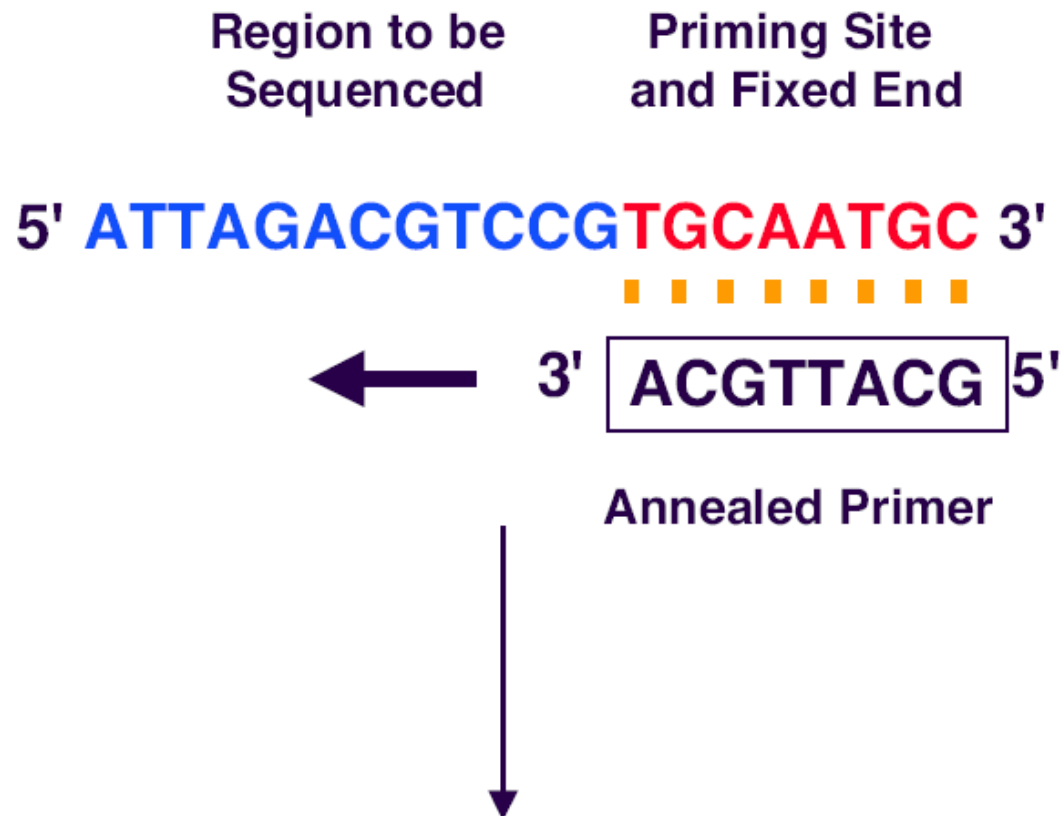 Region to be
Sequenced
Priming Site
and Fixed End
5' ATTAGACGTCCGTGCAATGC 3'
3' ACGTTACG 5'
Annealed Primer